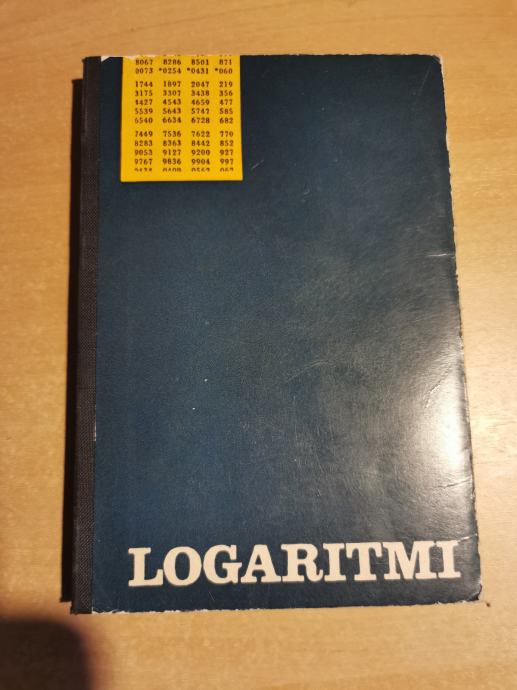 8067 8286 8501 871
0073 *0254 *0431 *060
1744 1897 2047 219
3175 3307 3438 356
4427 4543 4659 477
5539 5643 5747 585
6540 6634 6728 682
7449 7536 7622 770
8283 8363 8442 852
9053 9127 9200 927
9767 9836 9904 997
LOGARITMI